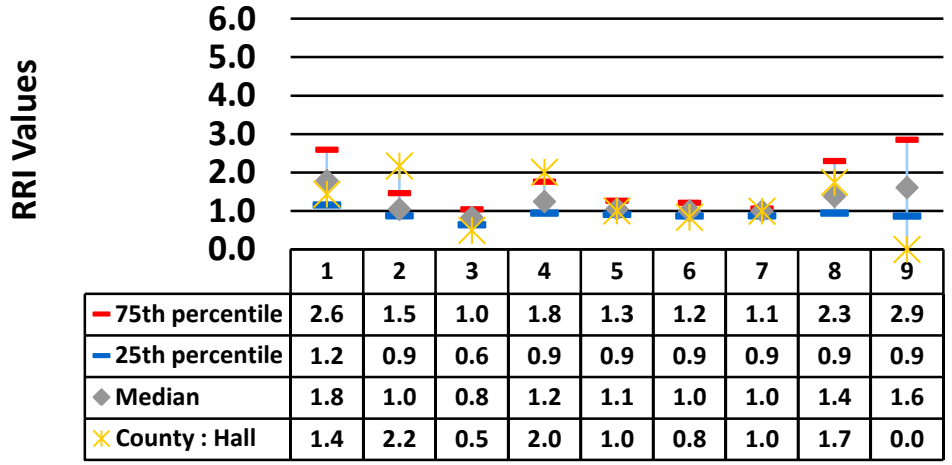 RRI Values
6.0
5.0
4.0
3.0
2.0
1.0
0.0
1 2 3 4 5 6 7 8 9
75th percentile 2.6 1.5 1.0 1.8 1.3 1.2 1.1 2.3 2.9
25th percentile 1.2 0.9 0.6 0.9 0.9 0.9 0.9 0.9 0.9
Median 1.8 1.0 0.8 1.2 1.1 1.0 1.0 1.4 1.6
County : Hall 1.4 2.2 0.5 2.0 1.0 0.8 1.0 1.7 0.0